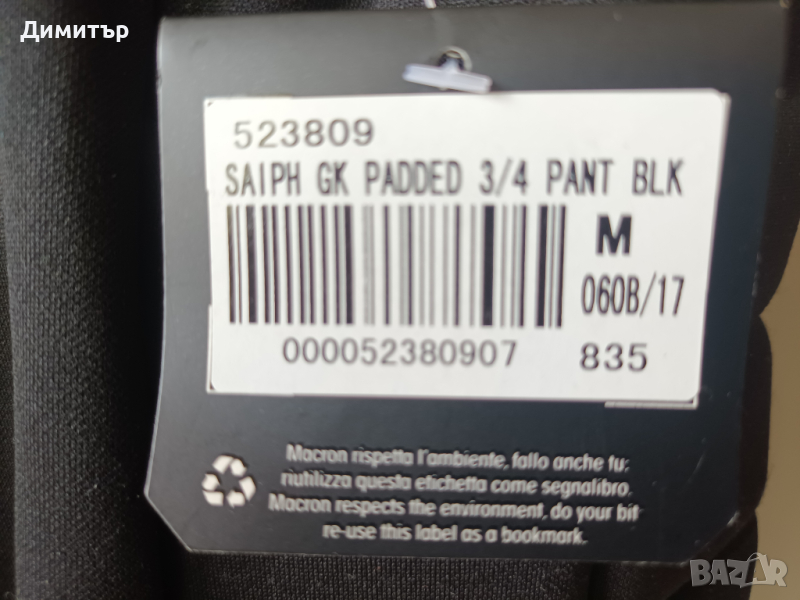 Димитър
523809
SAIPH GK PADDED 3/4 PANT BLK
M
060B/17
000052380907
835
Macron rispetta l'ambiente, fallo anche tu:
riutilizza questa etichetta come segnalibro.
Macron respects the environment, do your bit
re-use this label as a bookmark.
BAZAR